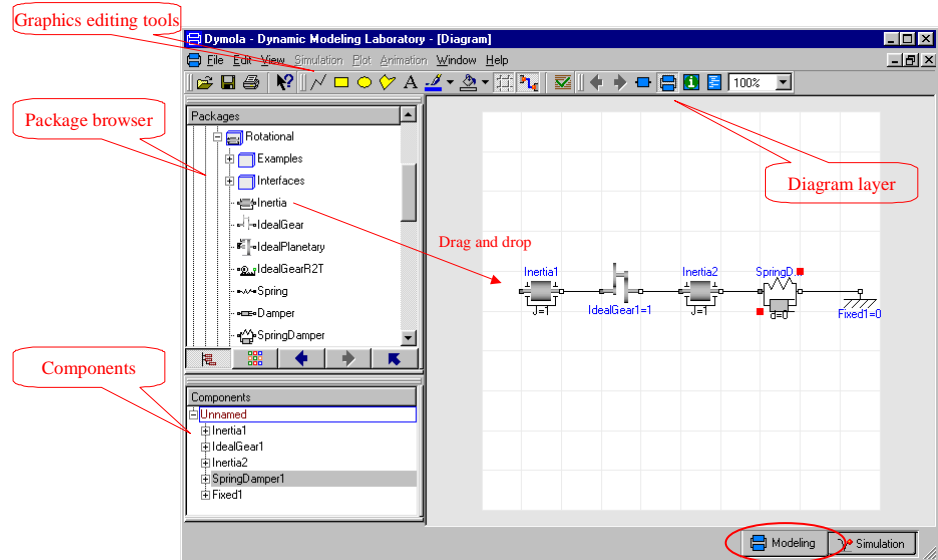 Graphics editing tools
Dymola - Dynamic Modeling Laboratory - [Diagram]
File Edit View Simulation Plot Animation Window Help
A
100%
Package browser
Packages
Rotational
Examples
Interfaces
Inertia
IdealGear
IdealPlanetary
IdealGearR2T
Spring
Damper
SpringDamper
Diagram layer
Drag and drop
Inertia1
Inertia2
SpringD...
J=1
IdealGear1=1
J=1
d=0
Fixed1=0
Components
Components
Unnamed
Inertia1
IdealGear1
Inertia2
SpringDamper1
Fixed1
Modeling
Simulation